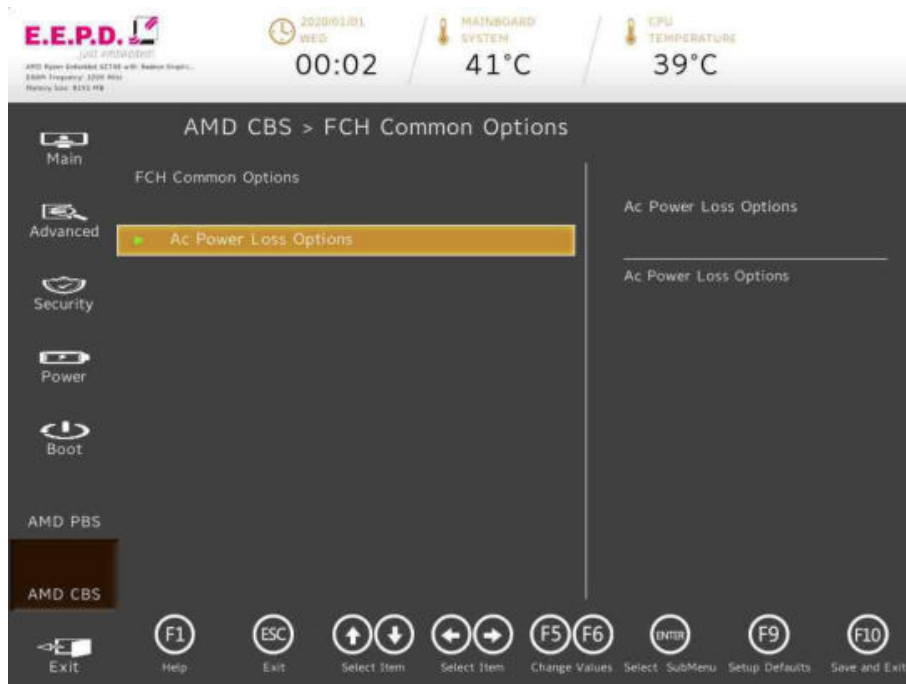 E.E.P.D.
just embedded!
2020/01/01
WED
00:02
MAINBOARD
SYSTEM
41°C
CPU
TEMPERATURE
39°C
AMD CBS > FCH Common Options
Main
Advanced
Security
Power
Boot
AMD PBS
AMD CBS
Exit
FCH Common Options
Ac Power Loss Options
Ac Power Loss Options
Ac Power Loss Options
F1
Help
ESC
Exit
Select Item
Select Item
F5 F6
Change Values
ENTER
Select SubMenu
F9
Setup Defaults
F10
Save and Exit